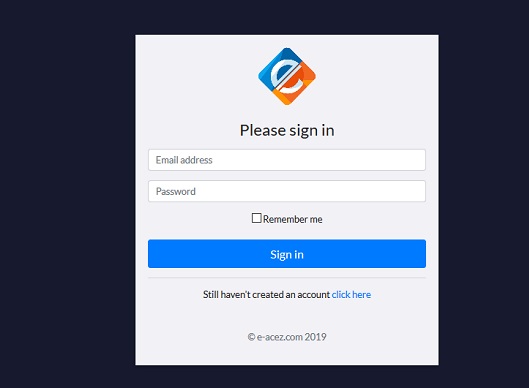 Please sign in
Email address
Password
Remember me
Sign in
Still haven't created an account click here
© e-acez.com 2019